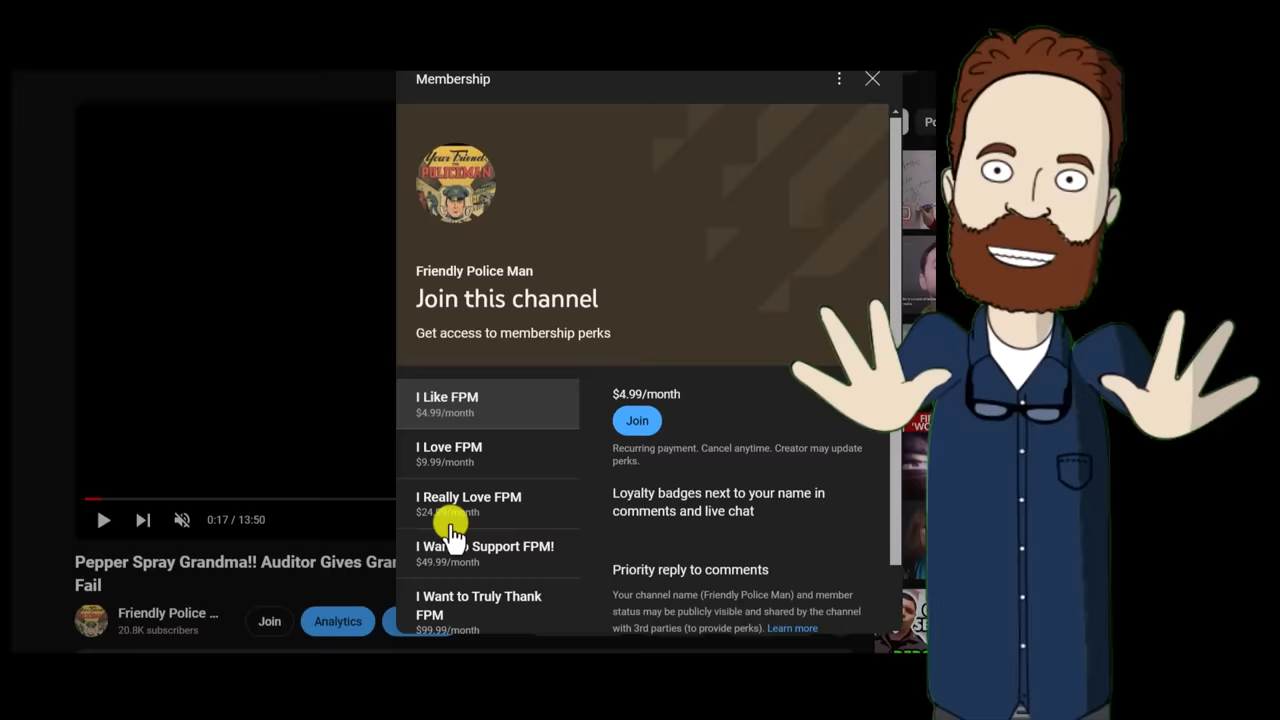 Membership
Your Friend
THE
POLICEMAN
Friendly Police Man
Join this channel
Get access to membership perks
I Like FPM
$4.99/month
I Love FPM
$9.99/month
I Really Love FPM
I Want to Support FPM!
$49.99/month
I Want to Truly Thank
FPM
$99.99/month
$4.99/month
Join
Recurring payment. Cancel anytime. Creator may update
perks.
Loyalty badges next to your name in
comments and live chat
Priority reply to comments
Your channel name (Friendly Police Man) and member
status may be publicly visible and shared by the channel
with 3rd parties (to provide perks). Learn more
0:17 / 13:50
Pepper Spray Grandma!! Auditor Gives Gra
Fail
Friendly Police ...
20.8K subscribers
Join
Analytics